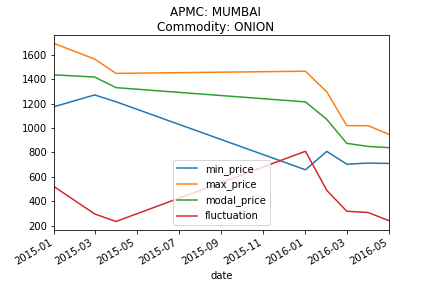 APMC: MUMBAI
Commodity: ONION
1600
1400
1200
1000
800
600
400
200
min_price
max_price
modal_price
fluctuation
2015-01
2015-03
2015-05
2015-07
2015-09
2015-11
2016-01
2016-03
2016-05
date